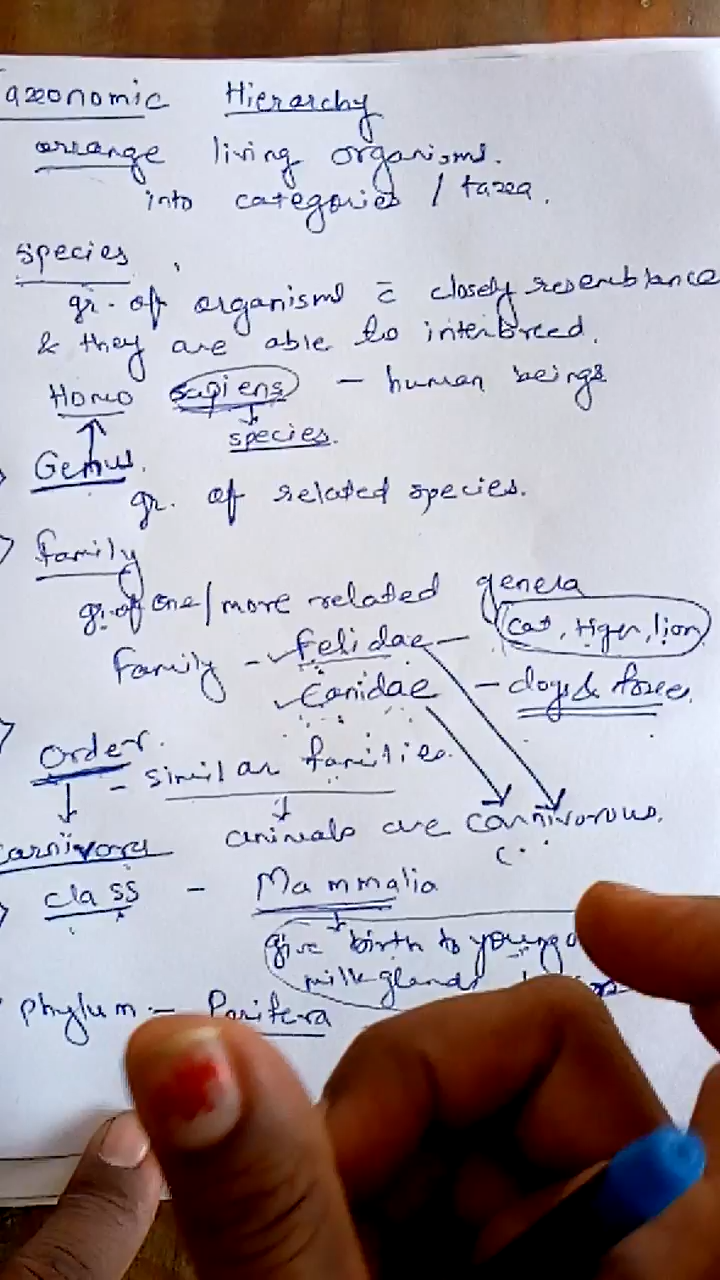 Taxonomic Hierarchy
arrange living organisms.
into categories / taxa.
Species
gr. of organisms c̄ closely resemblance
& they are able to interbreed.
Homo sapiens — human beings
species.
Genus.
gr. of related species.
Family
gr. of one/more related genera
Family - Felidae — cat, tiger, lion
Canidae — dogs &
Order.
- similar families.
Carnivora animals are carnivorous.
Class - Mammalia
give birth to young
milk glands
Phylum - Porifera